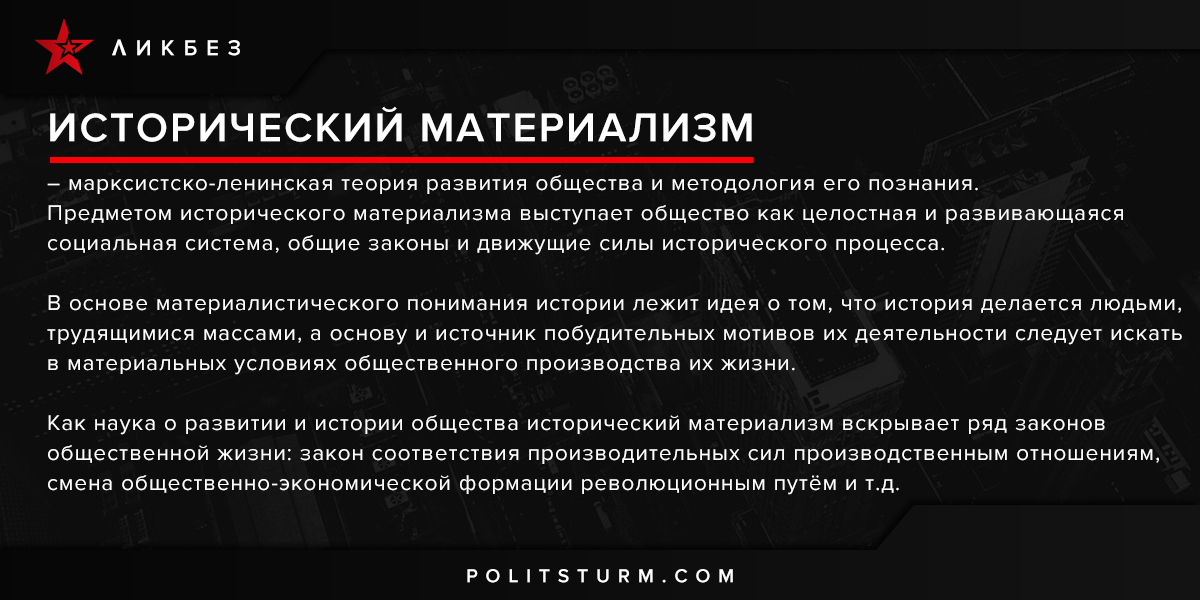 ЛИКБЕЗ
ИСТОРИЧЕСКИЙ МАТЕРИАЛИЗМ
– марксистско-ленинская теория развития общества и методология его познания.
Предметом исторического материализма выступает общество как целостная и развивающаяся
социальная система, общие законы и движущие силы исторического процесса.
В основе материалистического понимания истории лежит идея о том, что история делается людьми,
трудящимися массами, а основу и источник побудительных мотивов их деятельности следует искать
в материальных условиях общественного производства их жизни.
Как наука о развитии и истории общества исторический материализм вскрывает ряд законов
общественной жизни: закон соответствия производительных сил производственным отношениям,
смена общественно-экономической формации революционным путём и т.д.
POLITSTURM.COM